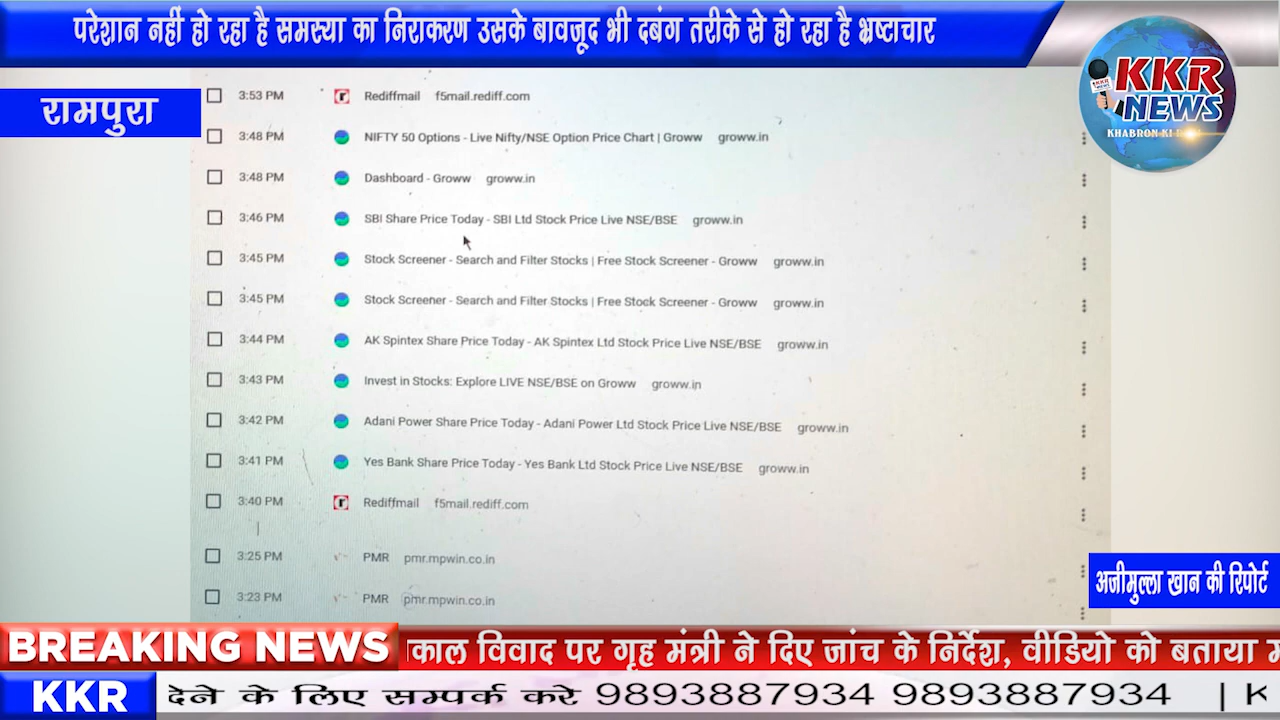 परेशान नहीं हो रहा है समस्या का निराकरण उसके बावजूद भी दबंग तरीके से हो रहा है भ्रष्टाचार
KKR
NEWS
रामपुरा
3:53 PM Rediffmail f5mail.rediff.com
3:48 PM NIFTY 50 Options - Live Nifty/NSE Option Price Chart | Groww groww.in
3:48 PM Dashboard - Groww groww.in
3:46 PM SBI Share Price Today - SBI Ltd Stock Price Live NSE/BSE groww.in
3:45 PM Stock Screener - Search and Filter Stocks | Free Stock Screener - Groww groww.in
3:45 PM Stock Screener - Search and Filter Stocks | Free Stock Screener - Groww groww.in
3:44 PM AK Spintex Share Price Today - AK Spintex Ltd Stock Price Live NSE/BSE groww.in
3:43 PM Invest in Stocks: Explore LIVE NSE/BSE on Groww groww.in
3:42 PM Adani Power Share Price Today - Adani Power Ltd Stock Price Live NSE/BSE groww.in
3:41 PM Yes Bank Share Price Today - Yes Bank Ltd Stock Price Live NSE/BSE groww.in
3:40 PM Rediffmail f5mail.rediff.com
3:25 PM PMR pmr.mpwin.co.in
3:23 PM PMR pmr.mpwin.co.in
अजीमुल्ला खान की रिपोर्ट
BREAKING NEWS काल विवाद पर गृह मंत्री ने दिए जांच के निर्देश, वीडियो को बताया
KKR देने के लिए सम्पर्क करे 9893887934 9893887934 | K